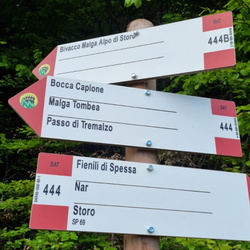 Bivacco Malga Alpo di Storo
444B
Bocca Caplone
Malga Tombea
Passo di Tremalzo
SAT
444
SAT
444
Fienili di Spessa
Nar
Storo
SP 69